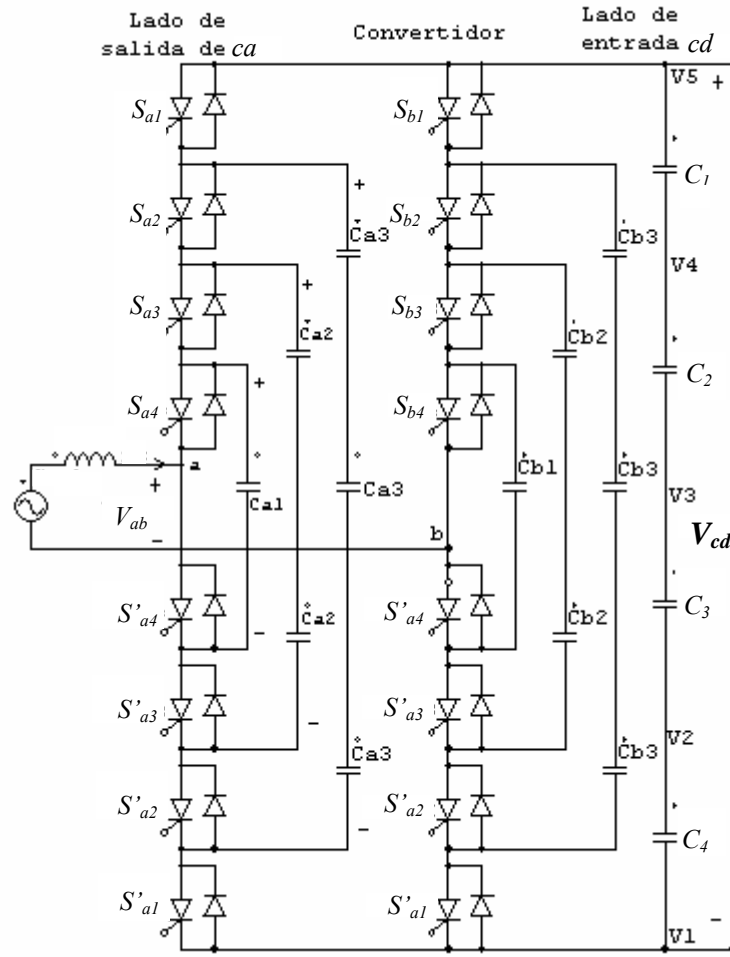 Lado de
salida de ca
Convertidor
Lado de
entrada cd
V5
+
Sa1
Sb1
C1
Sa2
+
Ca3
Sb2
Cb3
V4
Sa3
+
Ca2
Sb3
Cb2
C2
Sa4
+
Sb4
a
+
Ca1
Ca3
Cb1
Cb3
V3
Vab
-
b
Vcd
S'a4
-
Ca2
S'a4
Cb2
C3
S'a3
-
Ca3
S'a3
Cb3
V2
S'a2
-
S'a2
C4
S'a1
S'a1
V1
-